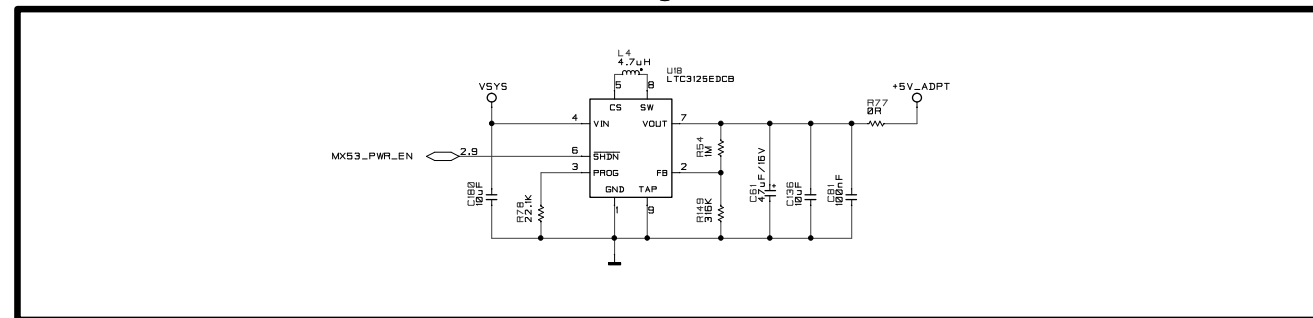 L4
4.7uH
U18
LTC3125EDCB
5 8
VSYS
+5V_ADPT
CS SW
R77
0R
4 VIN VOUT 7
R54
1M
MX53_PWR_EN 2.9 6 SHDN
3 PROG FB 2
GND TAP
C180
10uF
R78
22.1K
1 9
R149
316K
C61
47uF/16V
C136
10uF
C81
100nF